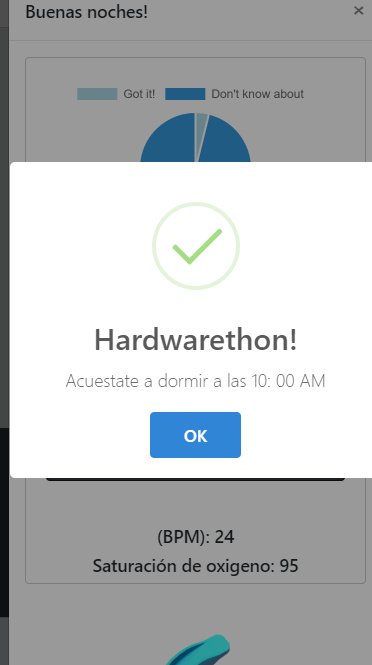 Buenas noches!
×
Got it!
Don't know about
Hardwarethon!
Acuestate a dormir a las 10: 00 AM
OK
(BPM): 24
Saturación de oxigeno: 95